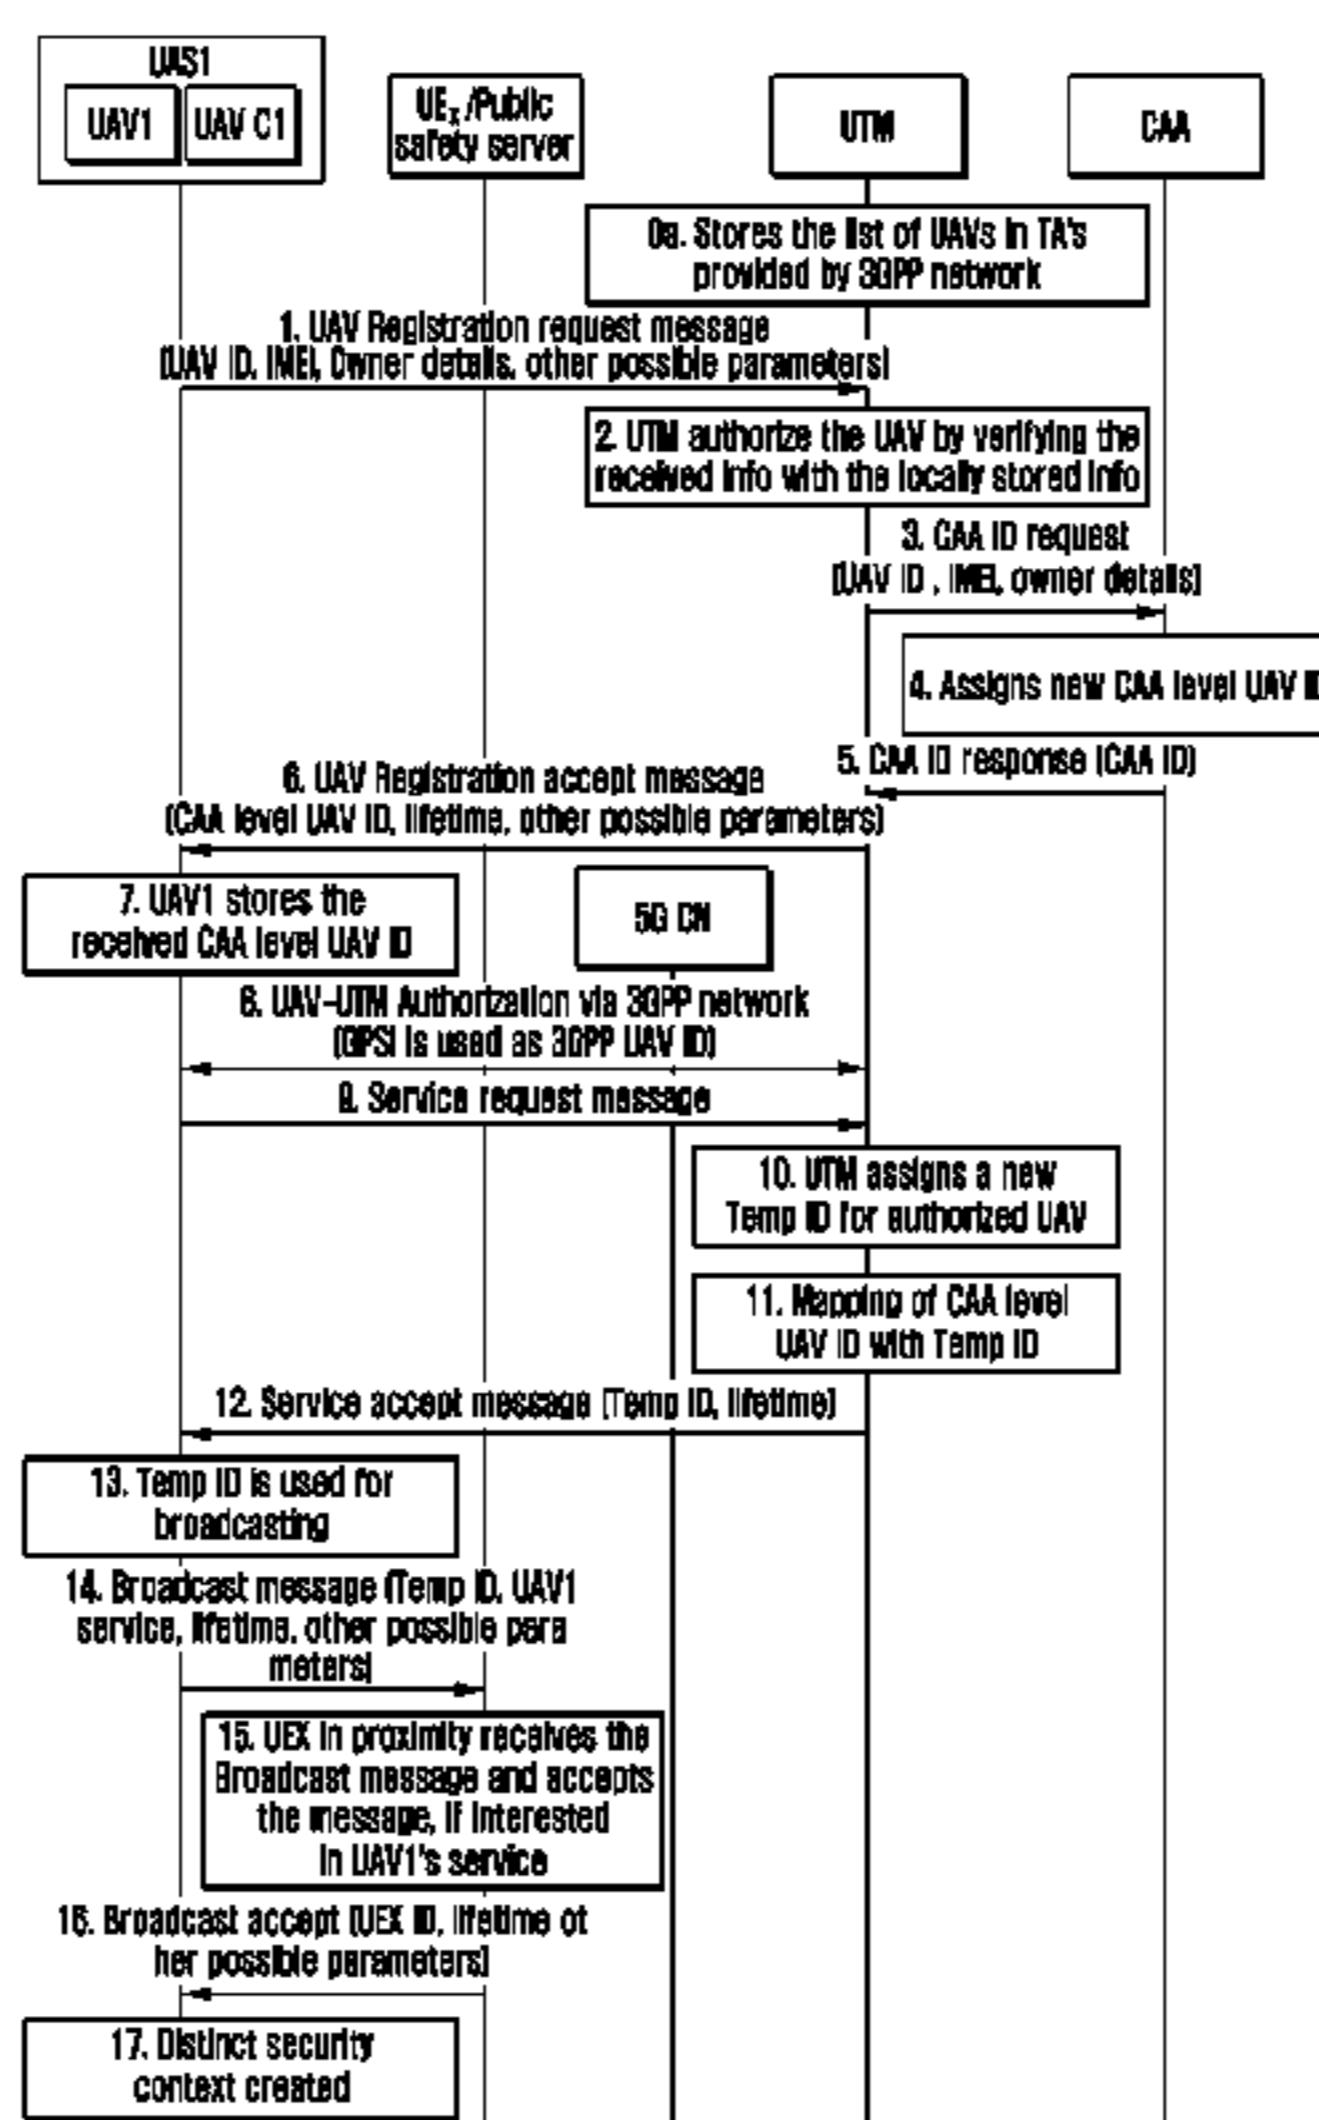 UAS1
UAV1
UAV C1
UEx /Public
safety server
UTM
CAA
0a. Stores the list of UAVs in TA's
provided by 3GPP network
1. UAV Registration request message
(UAV ID, IMEI, Owner details, other possible parameters)
2. UTM authorize the UAV by verifying the
received info with the locally stored info
3. CAA ID request
(UAV ID , IMEI, owner details)
4. Assigns new CAA level UAV ID
5. CAA ID response (CAA ID)
6. UAV Registration accept message
(CAA level UAV ID, lifetime, other possible parameters)
7. UAV1 stores the
received CAA level UAV ID
5G CN
8. UAV-UTM Authorization via 3GPP network
(GPSI is used as 3GPP UAV ID)
9. Service request message
10. UTM assigns a new
Temp ID for authorized UAV
11. Mapping of CAA level
UAV ID with Temp ID
12. Service accept message (Temp ID, lifetime)
13. Temp ID is used for
broadcasting
14. Broadcast message (Temp ID, UAV1
service, lifetime, other possible para
meters)
15. UEX in proximity receives the
Broadcast message and accepts
the message, if interested
in UAV1's service
16. Broadcast accept (UEX ID, lifetime ot
her possible parameters)
17. Distinct security
context created